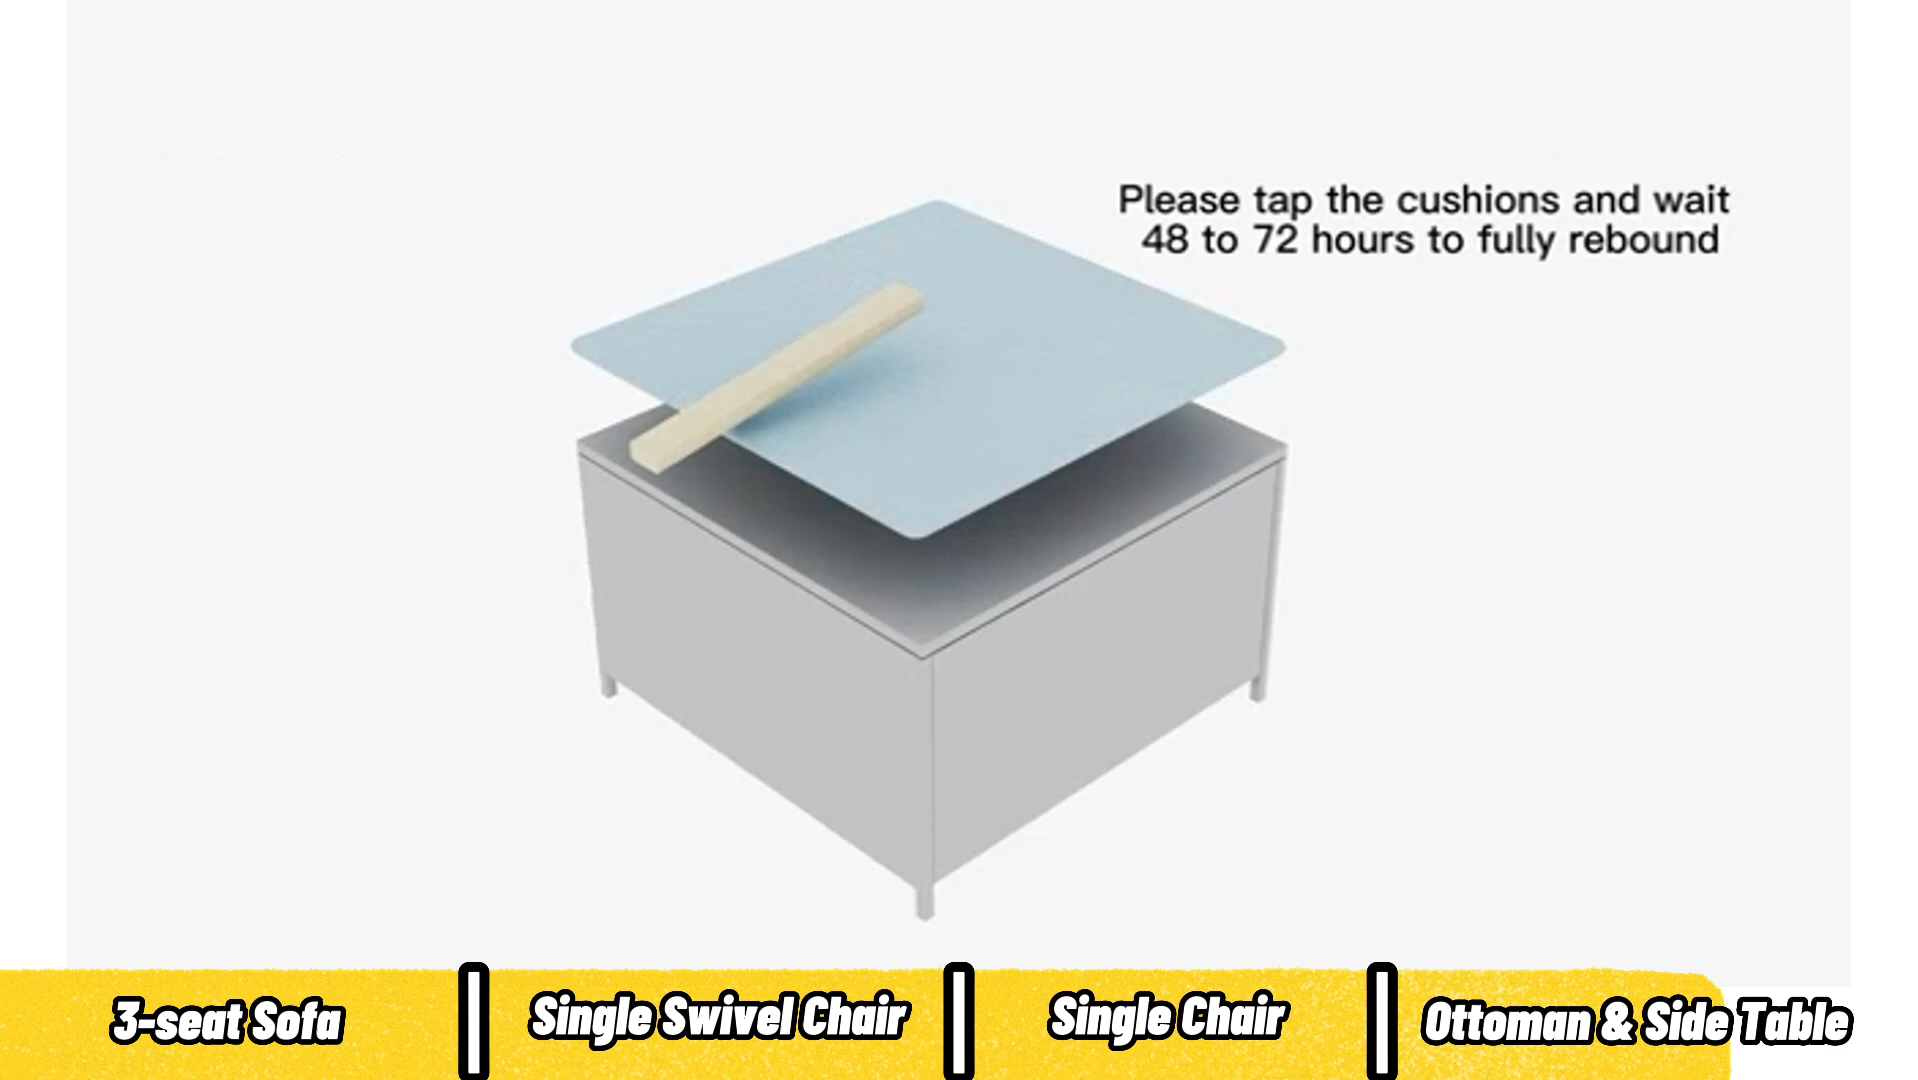 Please tap the cushions and wait
48 to 72 hours to fully rebound
3-seat Sofa
Single Swivel Chair
Single Chair
Ottoman & Side Table